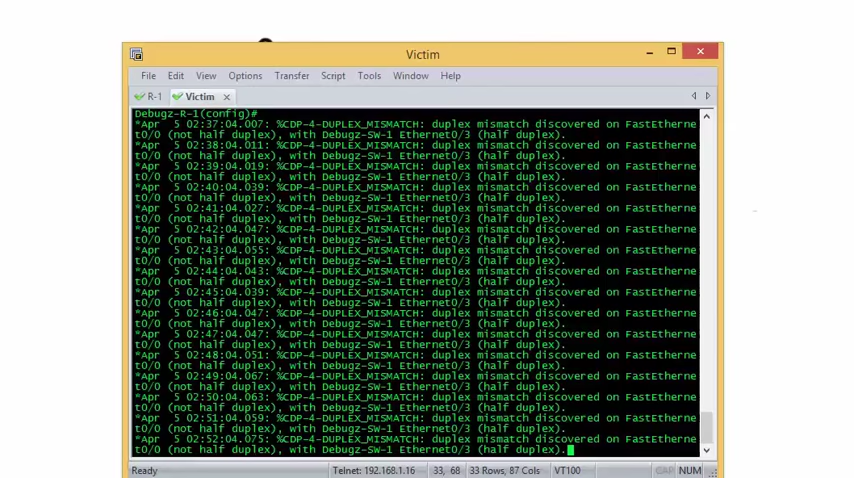 Victim
File Edit View Options Transfer Script Tools Window Help
R-1 Victim
Debugz-R-1(config)#
*Apr  5 02:37:04.007: %CDP-4-DUPLEX_MISMATCH: duplex mismatch discovered on FastEtherne
t0/0 (not half duplex), with Debugz-SW-1 Ethernet0/3 (half duplex).
*Apr  5 02:38:04.011: %CDP-4-DUPLEX_MISMATCH: duplex mismatch discovered on FastEtherne
t0/0 (not half duplex), with Debugz-SW-1 Ethernet0/3 (half duplex).
*Apr  5 02:39:04.019: %CDP-4-DUPLEX_MISMATCH: duplex mismatch discovered on FastEtherne
t0/0 (not half duplex), with Debugz-SW-1 Ethernet0/3 (half duplex).
*Apr  5 02:40:04.039: %CDP-4-DUPLEX_MISMATCH: duplex mismatch discovered on FastEtherne
t0/0 (not half duplex), with Debugz-SW-1 Ethernet0/3 (half duplex).
*Apr  5 02:41:04.027: %CDP-4-DUPLEX_MISMATCH: duplex mismatch discovered on FastEtherne
t0/0 (not half duplex), with Debugz-SW-1 Ethernet0/3 (half duplex).
*Apr  5 02:42:04.047: %CDP-4-DUPLEX_MISMATCH: duplex mismatch discovered on FastEtherne
t0/0 (not half duplex), with Debugz-SW-1 Ethernet0/3 (half duplex).
*Apr  5 02:43:04.055: %CDP-4-DUPLEX_MISMATCH: duplex mismatch discovered on FastEtherne
t0/0 (not half duplex), with Debugz-SW-1 Ethernet0/3 (half duplex).
*Apr  5 02:44:04.043: %CDP-4-DUPLEX_MISMATCH: duplex mismatch discovered on FastEtherne
t0/0 (not half duplex), with Debugz-SW-1 Ethernet0/3 (half duplex).
*Apr  5 02:45:04.039: %CDP-4-DUPLEX_MISMATCH: duplex mismatch discovered on FastEtherne
t0/0 (not half duplex), with Debugz-SW-1 Ethernet0/3 (half duplex).
*Apr  5 02:46:04.047: %CDP-4-DUPLEX_MISMATCH: duplex mismatch discovered on FastEtherne
t0/0 (not half duplex), with Debugz-SW-1 Ethernet0/3 (half duplex).
*Apr  5 02:47:04.047: %CDP-4-DUPLEX_MISMATCH: duplex mismatch discovered on FastEtherne
t0/0 (not half duplex), with Debugz-SW-1 Ethernet0/3 (half duplex).
*Apr  5 02:48:04.051: %CDP-4-DUPLEX_MISMATCH: duplex mismatch discovered on FastEtherne
t0/0 (not half duplex), with Debugz-SW-1 Ethernet0/3 (half duplex).
*Apr  5 02:49:04.067: %CDP-4-DUPLEX_MISMATCH: duplex mismatch discovered on FastEtherne
t0/0 (not half duplex), with Debugz-SW-1 Ethernet0/3 (half duplex).
*Apr  5 02:50:04.063: %CDP-4-DUPLEX_MISMATCH: duplex mismatch discovered on FastEtherne
t0/0 (not half duplex), with Debugz-SW-1 Ethernet0/3 (half duplex).
*Apr  5 02:51:04.059: %CDP-4-DUPLEX_MISMATCH: duplex mismatch discovered on FastEtherne
t0/0 (not half duplex), with Debugz-SW-1 Ethernet0/3 (half duplex).
*Apr  5 02:52:04.075: %CDP-4-DUPLEX_MISMATCH: duplex mismatch discovered on FastEtherne
t0/0 (not half duplex), with Debugz-SW-1 Ethernet0/3 (half duplex).
Ready Telnet: 192.168.1.16 33, 68 33 Rows, 87 Cols VT100 CAP NUM